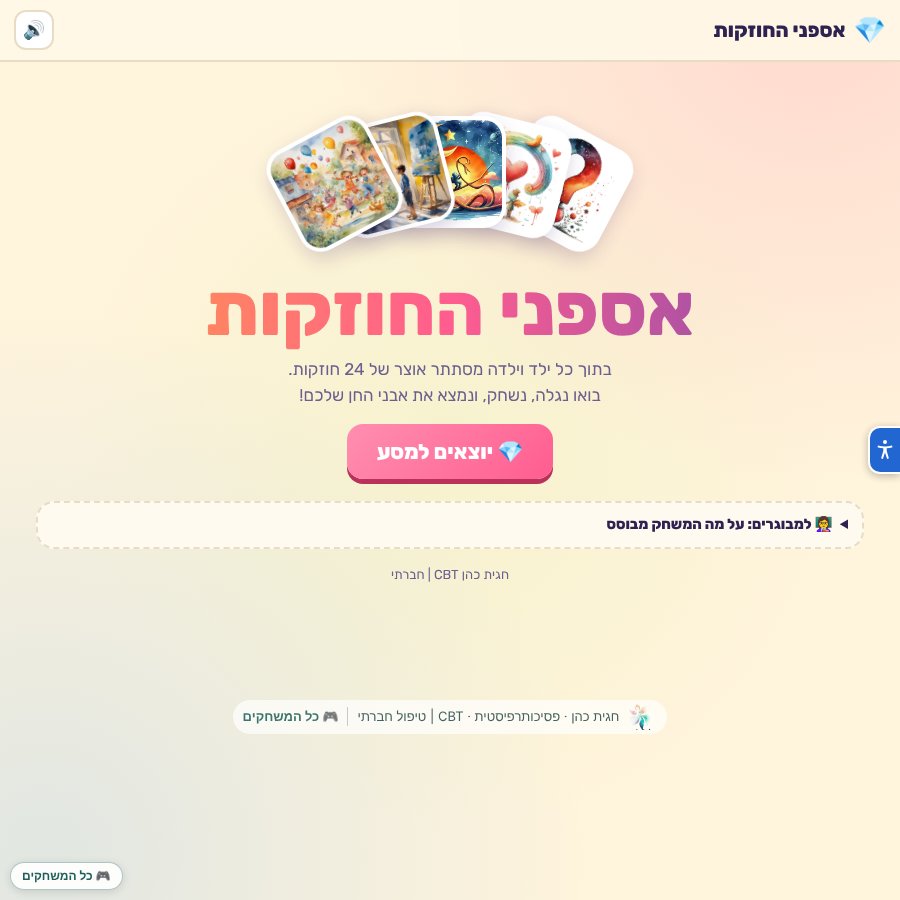 💎 אספני החוזקות
🔊
אספני החוזקות
בתוך כל ילד וילדה מסתתר אוצר של 24 חוזקות.
בואו נגלה, נשחק, ונמצא את אבני החן שלכם!
💎 יוצאים למסע
◀ 👩‍🏫 למבוגרים: על מה המשחק מבוסס
חגית כהן CBT | חברתי
חגית כהן · פסיכותרפיסטית · CBT | טיפול חברתי | 🎮 כל המשחקים
🎮 כל המשחקים